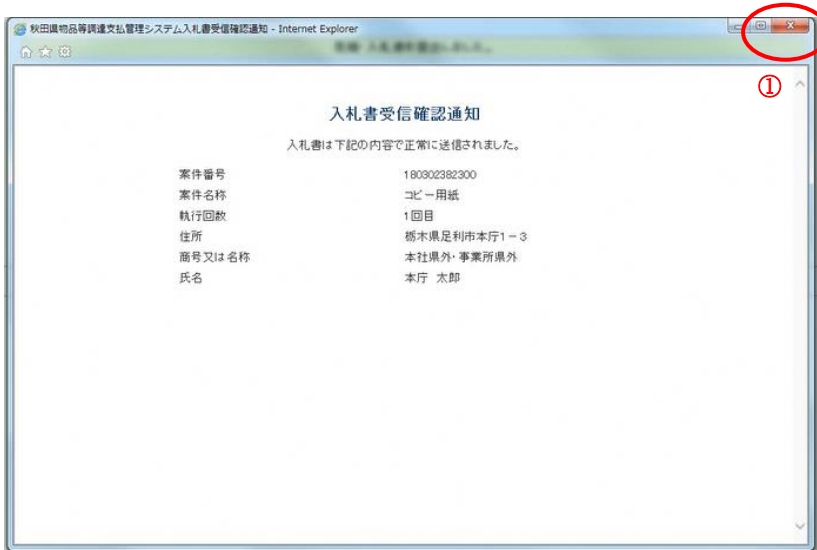 秋田県物品等調達支払管理システム入札書受信確認通知 - Internet Explorer
①
入札書受信確認通知
入札書は下記の内容で正常に送信されました。
案件番号 180302382300
案件名称 コピー用紙
執行回数 1回目
住所 栃木県足利市本庁1-3
商号又は名称 本社県外・事業所県外
氏名 本庁 太郎